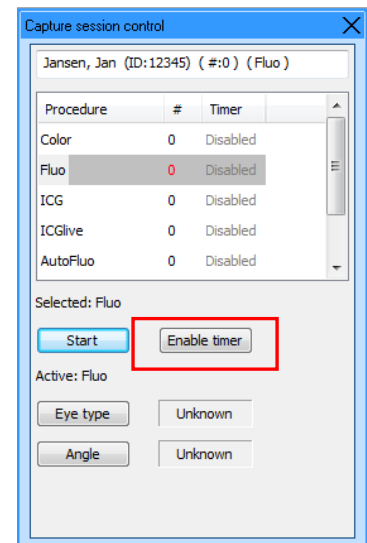 Capture session control
Jansen, Jan (ID:12345) ( #:0 ) ( Fluo )
Procedure # Timer
Color 0 Disabled
Fluo 0 Disabled
ICG 0 Disabled
ICGlive 0 Disabled
AutoFluo 0 Disabled
Selected: Fluo
Start Enable timer
Active: Fluo
Eye type Unknown
Angle Unknown